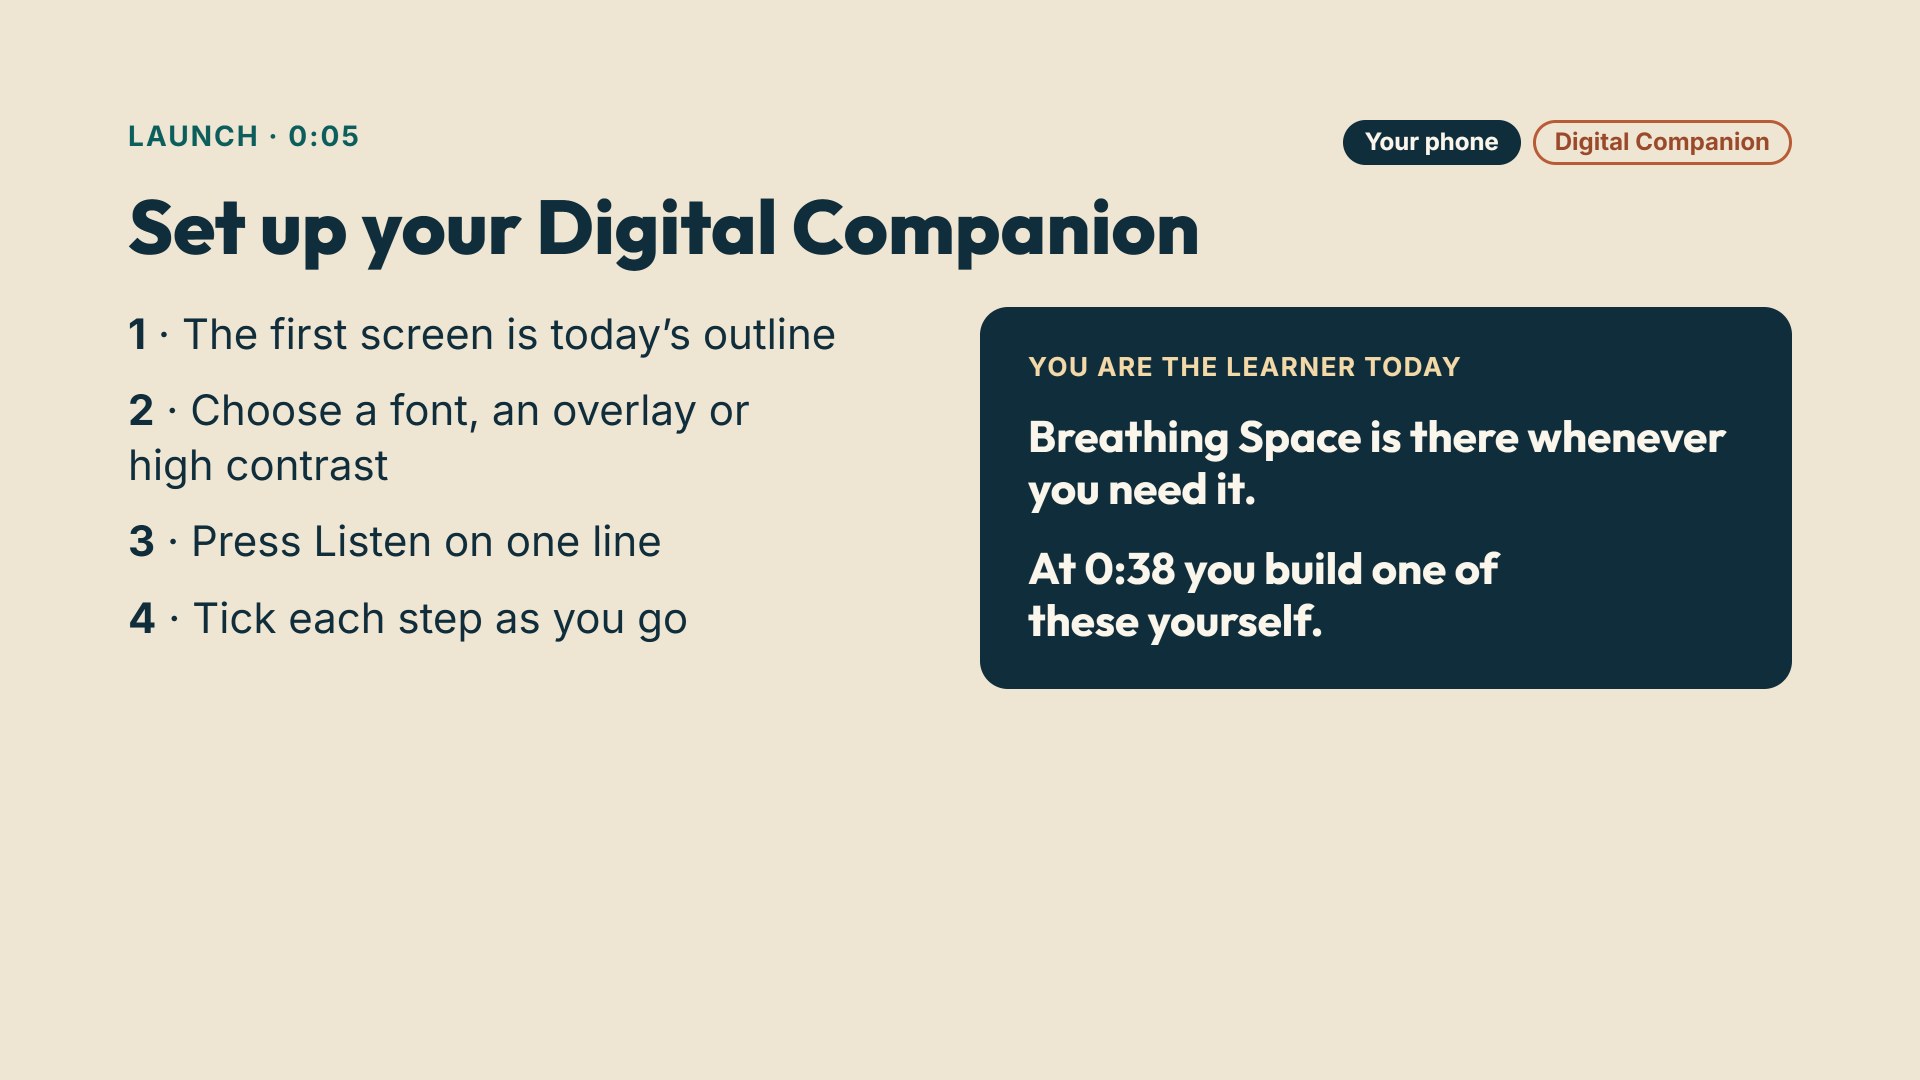 LAUNCH · 0:05
Your phone
Digital Companion
Set up your Digital Companion
1 · The first screen is today’s outline
2 · Choose a font, an overlay or
high contrast
3 · Press Listen on one line
4 · Tick each step as you go
YOU ARE THE LEARNER TODAY
Breathing Space is there whenever
you need it.
At 0:38 you build one of
these yourself.